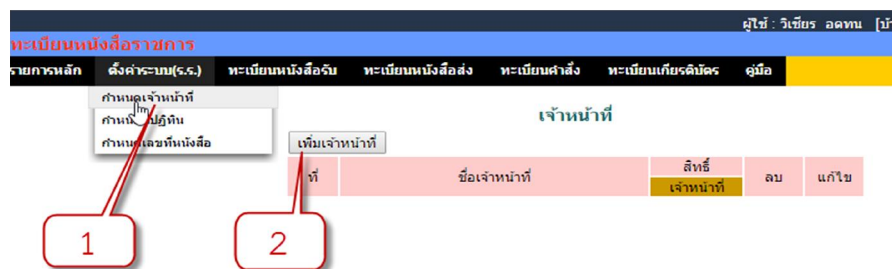 ผู้ใช้ : วิเชียร อดทน
ทะเบียนหนังสือราชการ
รายการหลัก ตั้งค่าระบบ(ร.ร.) ทะเบียนหนังสือรับ ทะเบียนหนังสือส่ง ทะเบียนคำสั่ง ทะเบียนเกียรติบัตร คู่มือ
กำหนดเจ้าหน้าที่
กำหนดเลขที่หนังสือ
เจ้าหน้าที่
เพิ่มเจ้าหน้าที่
ที่ ชื่อเจ้าหน้าที่ สิทธิ์ ลบ แก้ไข
เจ้าหน้าที่
1 2